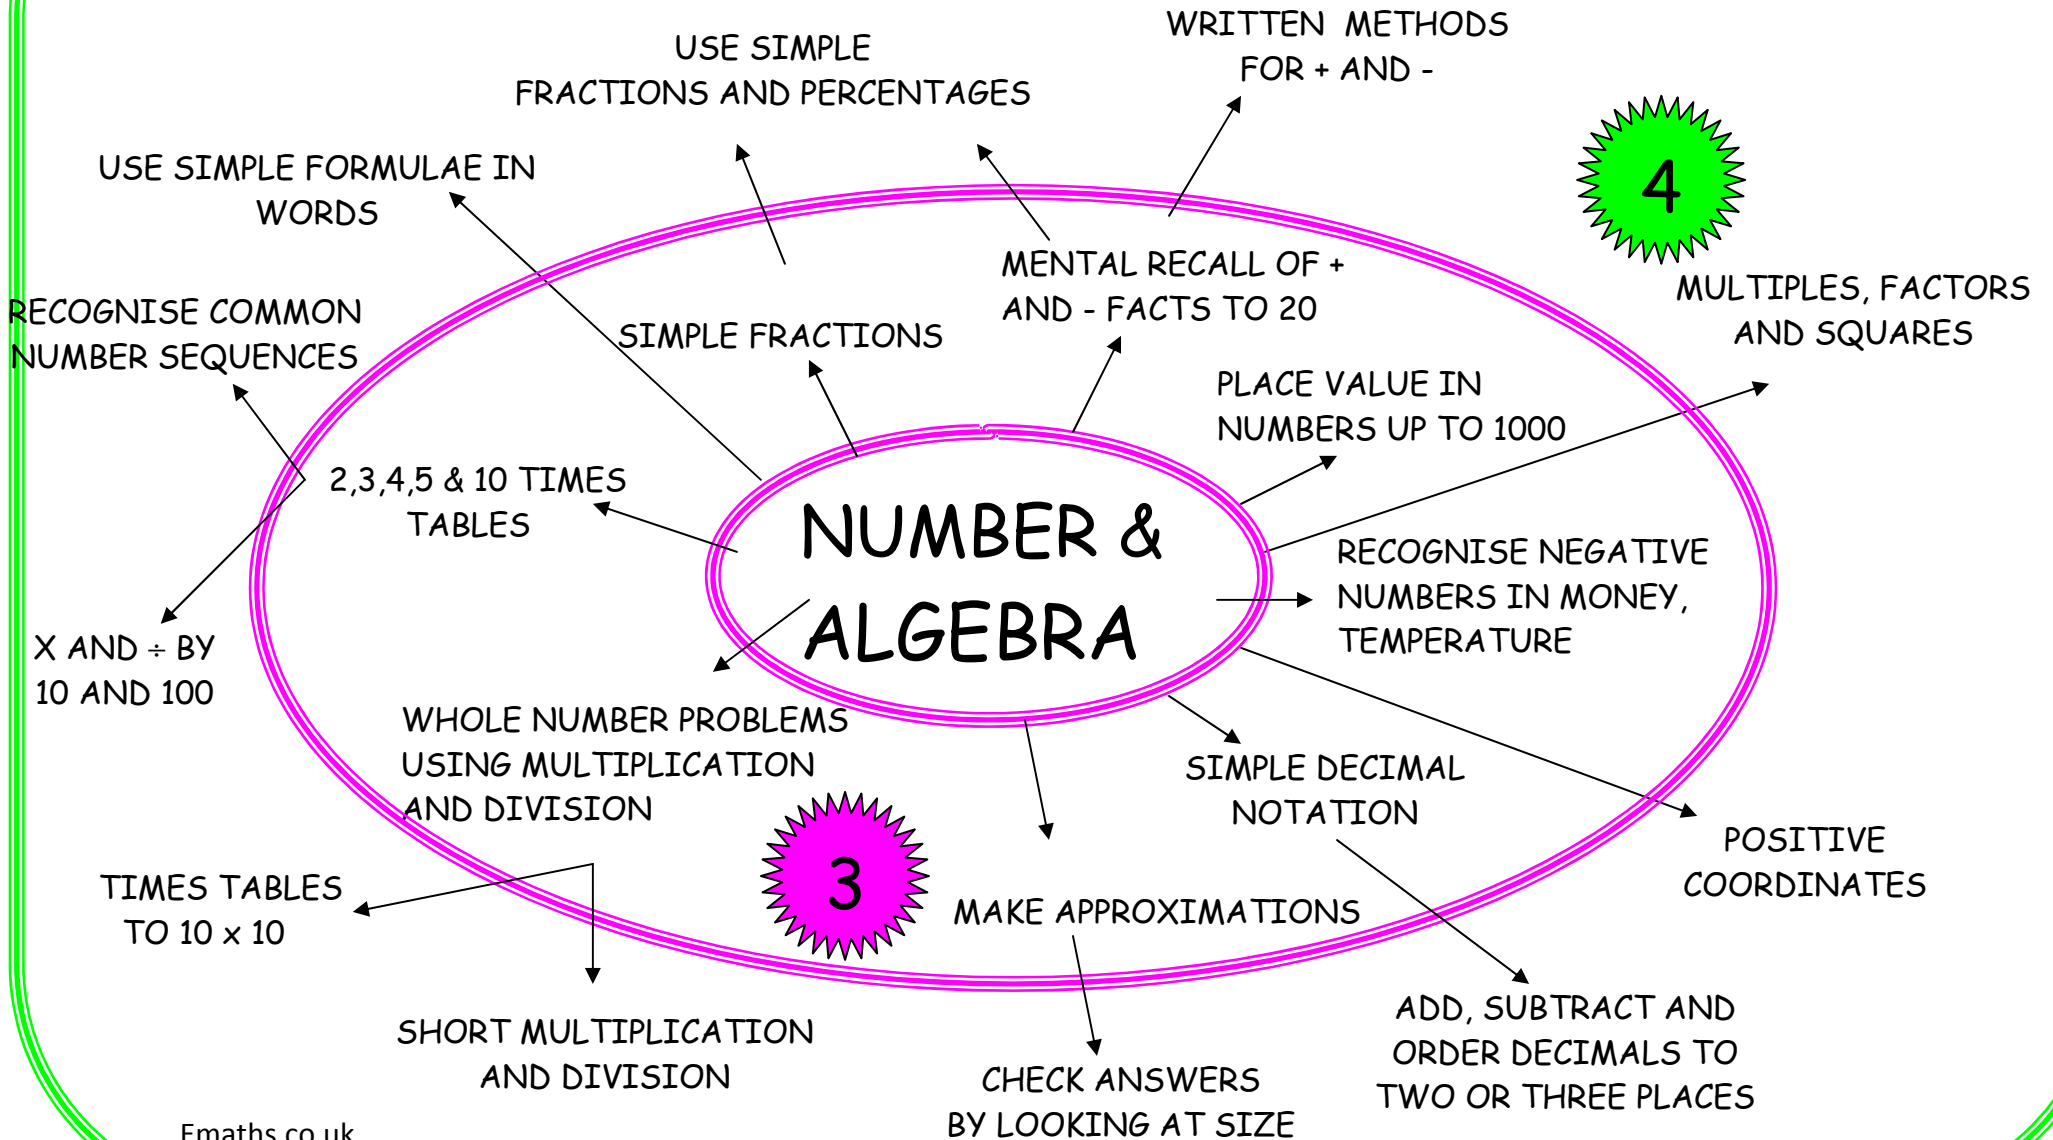 WRITTEN  METHODS
FOR + AND -
USE SIMPLE
FRACTIONS AND PERCENTAGES
4
USE SIMPLE FORMULAE IN
WORDS
MENTAL RECALL OF +
AND - FACTS TO 20
MULTIPLES, FACTORS
AND SQUARES
RECOGNISE COMMON
NUMBER SEQUENCES
SIMPLE FRACTIONS
PLACE VALUE IN
NUMBERS UP TO 1000
2,3,4,5 & 10 TIMES
TABLES
NUMBER &
ALGEBRA
RECOGNISE NEGATIVE
NUMBERS IN MONEY,
TEMPERATURE
X AND ÷ BY
10 AND 100
WHOLE NUMBER PROBLEMS
USING MULTIPLICATION
AND DIVISION
SIMPLE DECIMAL
NOTATION
3
POSITIVE
COORDINATES
TIMES TABLES
TO 10 x 10
MAKE APPROXIMATIONS
SHORT MULTIPLICATION
AND DIVISION
CHECK ANSWERS
BY LOOKING AT SIZE
ADD, SUBTRACT AND
ORDER DECIMALS TO
TWO OR THREE PLACES
Emaths.co.uk